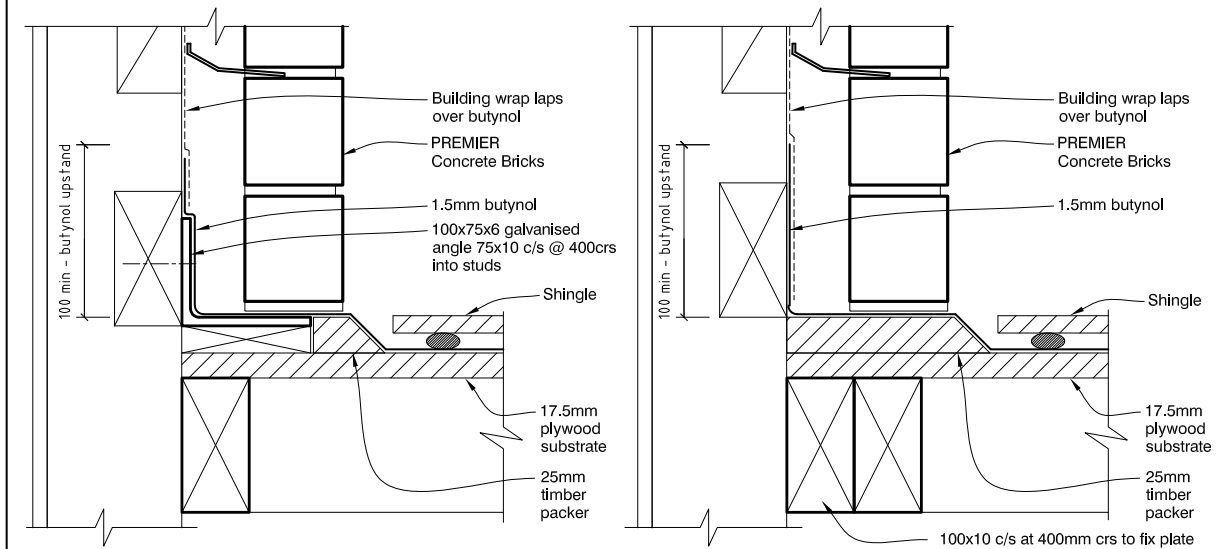 Building wrap laps
over butynol
PREMIER
Concrete Bricks
100 min - butynol upstand
1.5mm butynol
100x75x6 galvanised
angle 75x10 c/s @ 400crs
into studs
Shingle
17.5mm
plywood
substrate
25mm
timber
packer
Building wrap laps
over butynol
PREMIER
Concrete Bricks
100 min - butynol upstand
1.5mm butynol
Shingle
17.5mm
plywood
substrate
25mm
timber
packer
100x10 c/s at 400mm crs to fix plate